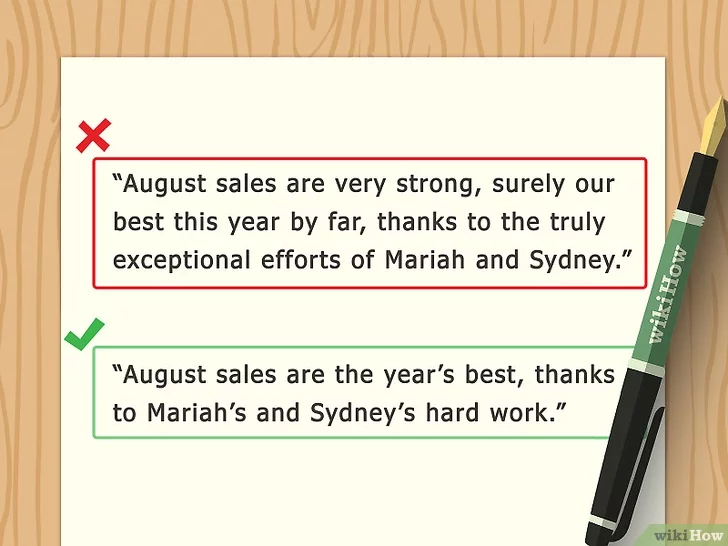 “August sales are very strong, surely our
best this year by far, thanks to the truly
exceptional efforts of Mariah and Sydney.”
“August sales are the year’s best, thanks
to Mariah’s and Sydney’s hard work.”
wikiHow
wikiHow